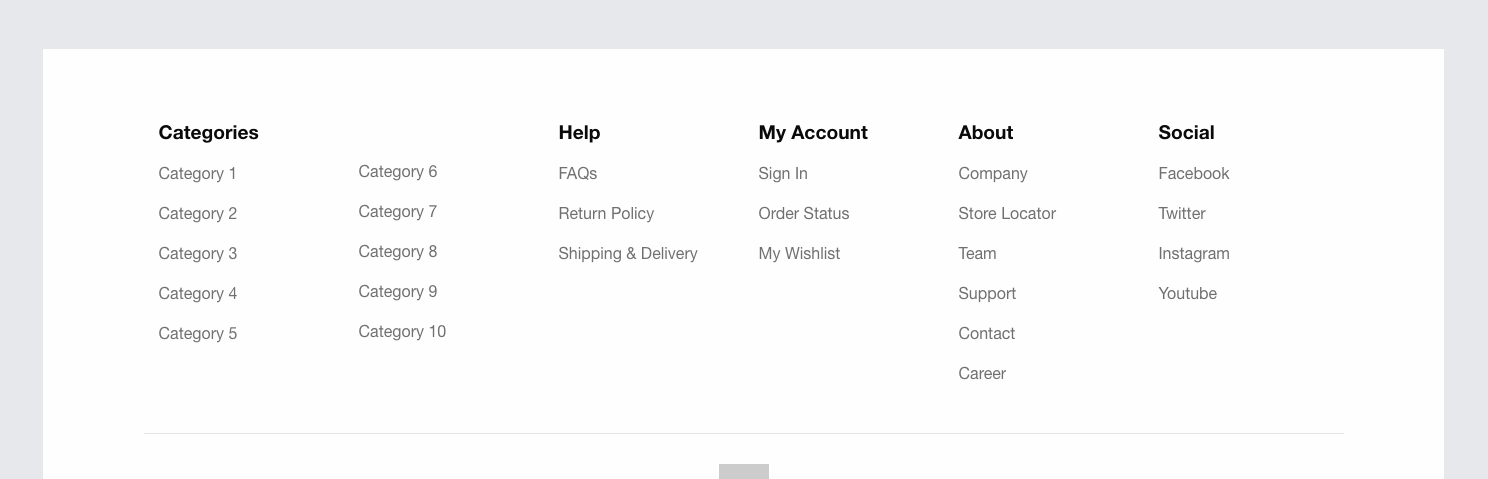 Categories
Category 1
Category 2
Category 3
Category 4
Category 5
Category 6
Category 7
Category 8
Category 9
Category 10
Help
FAQs
Return Policy
Shipping & Delivery
My Account
Sign In
Order Status
My Wishlist
About
Company
Store Locator
Team
Support
Contact
Career
Social
Facebook
Twitter
Instagram
Youtube